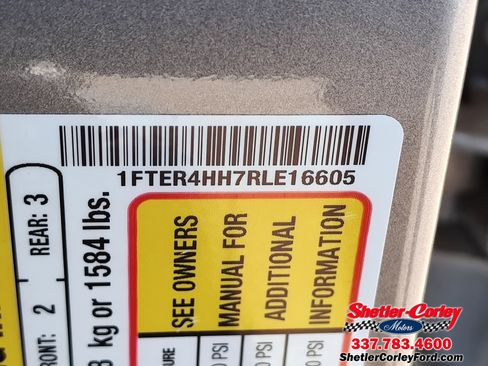 1FTER4HH7RLE16605
REAR: 3
2
kg or 1584 lbs.
SEE OWNERS
MANUAL FOR
ADDITIONAL
INFORMATION
PSI
PSI
PSI
Shetler-Corley
Motors
337.783.4600
ShetlerCorleyFord.com